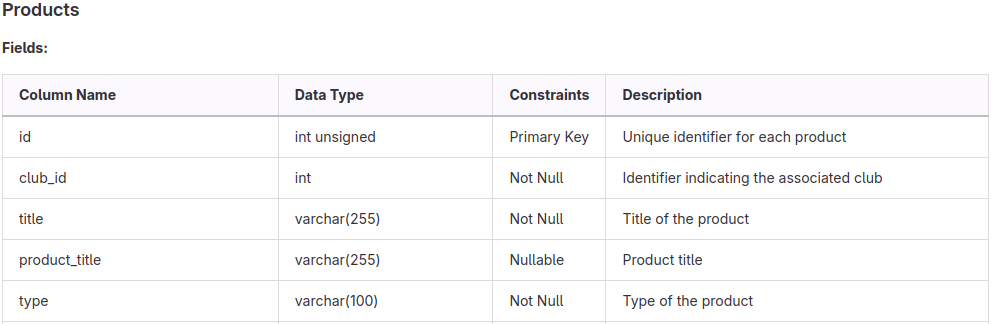 Products
Fields:
Column Name Data Type Constraints Description
id int unsigned Primary Key Unique identifier for each product
club_id int Not Null Identifier indicating the associated club
title varchar(255) Not Null Title of the product
product_title varchar(255) Nullable Product title
type varchar(100) Not Null Type of the product